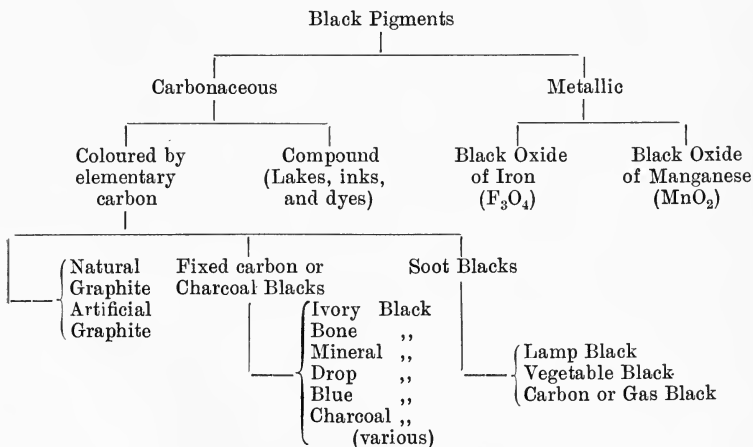 Black Pigments
Carbonaceous Metallic
Coloured by Compound Black Oxide Black Oxide
elementary (Lakes, inks, of Iron of Manganese
carbon and dyes) (F₃O₄) (MnO₂)
Natural Fixed carbon or Soot Blacks
Graphite Charcoal Blacks
Artificial
Graphite
Ivory Black
Bone ,,
Mineral ,,
Drop ,,
Blue ,,
Charcoal ,,
(various)
Lamp Black
Vegetable Black
Carbon or Gas Black